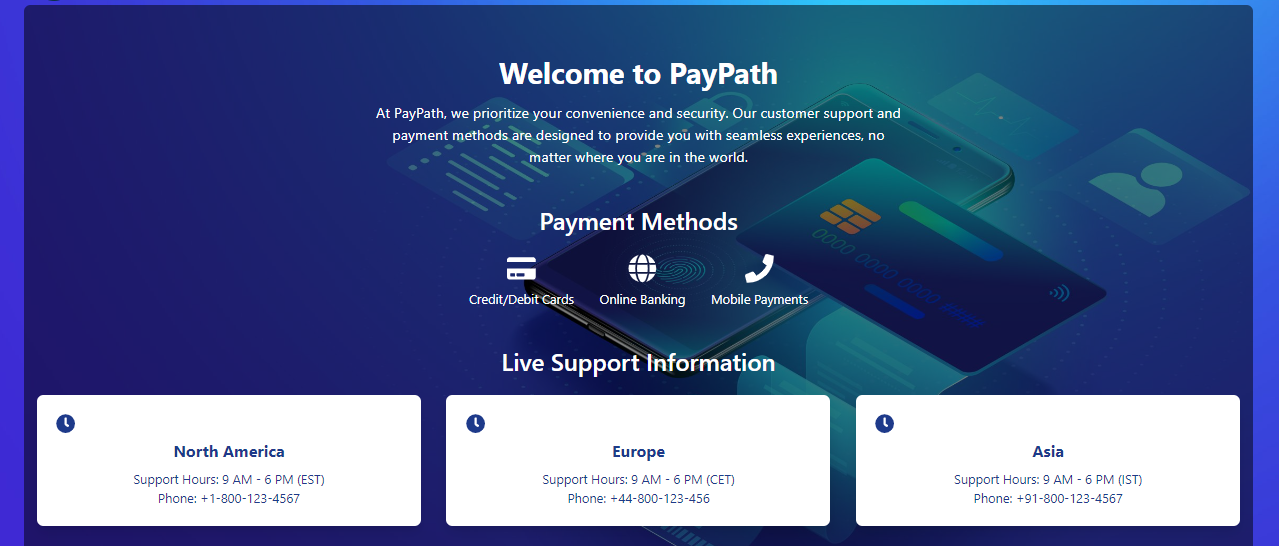 Welcome to PayPath
At PayPath, we prioritize your convenience and security. Our customer support and
payment methods are designed to provide you with seamless experiences, no
matter where you are in the world.
Payment Methods
Credit/Debit Cards
Online Banking
Mobile Payments
0000 0000 0000 ####
Live Support Information
North America
Support Hours: 9 AM - 6 PM (EST)
Phone: +1-800-123-4567
Europe
Support Hours: 9 AM - 6 PM (CET)
Phone: +44-800-123-456
Asia
Support Hours: 9 AM - 6 PM (IST)
Phone: +91-800-123-4567